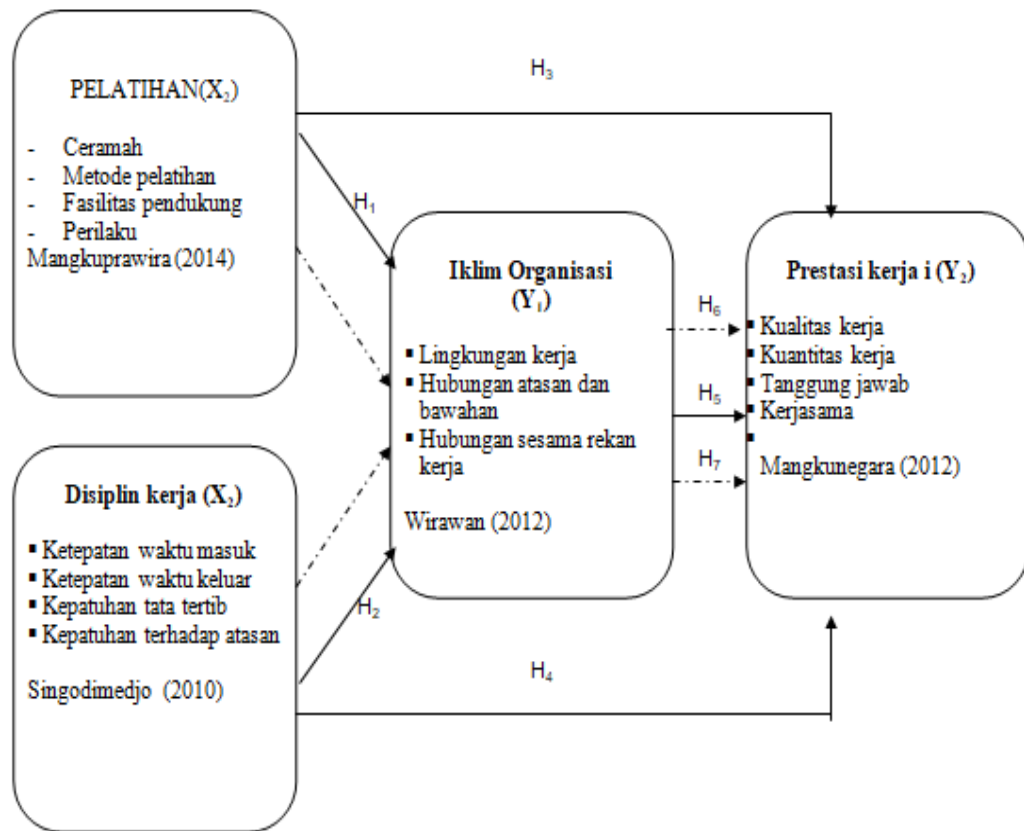 PELATIHAN(X₂)
- Ceramah
- Metode pelatihan
- Fasilitas pendukung
- Perilaku
Mangkuprawira (2014)
Disiplin kerja (X₂)
▪ Ketepatan waktu masuk
▪ Ketepatan waktu keluar
▪ Kepatuhan tata tertib
▪ Kepatuhan terhadap atasan
Singodimedjo (2010)
H₃
H₁
H₂
H₄
Iklim Organisasi
(Y₁)
▪ Lingkungan kerja
▪ Hubungan atasan dan
bawahan
▪ Hubungan sesama rekan
kerja
Wirawan (2012)
H₆
H₅
H₇
Prestasi kerja i (Y₂)
▪ Kualitas kerja
▪ Kuantitas kerja
▪ Tanggung jawab
▪ Kerjasama
▪
Mangkunegara (2012)